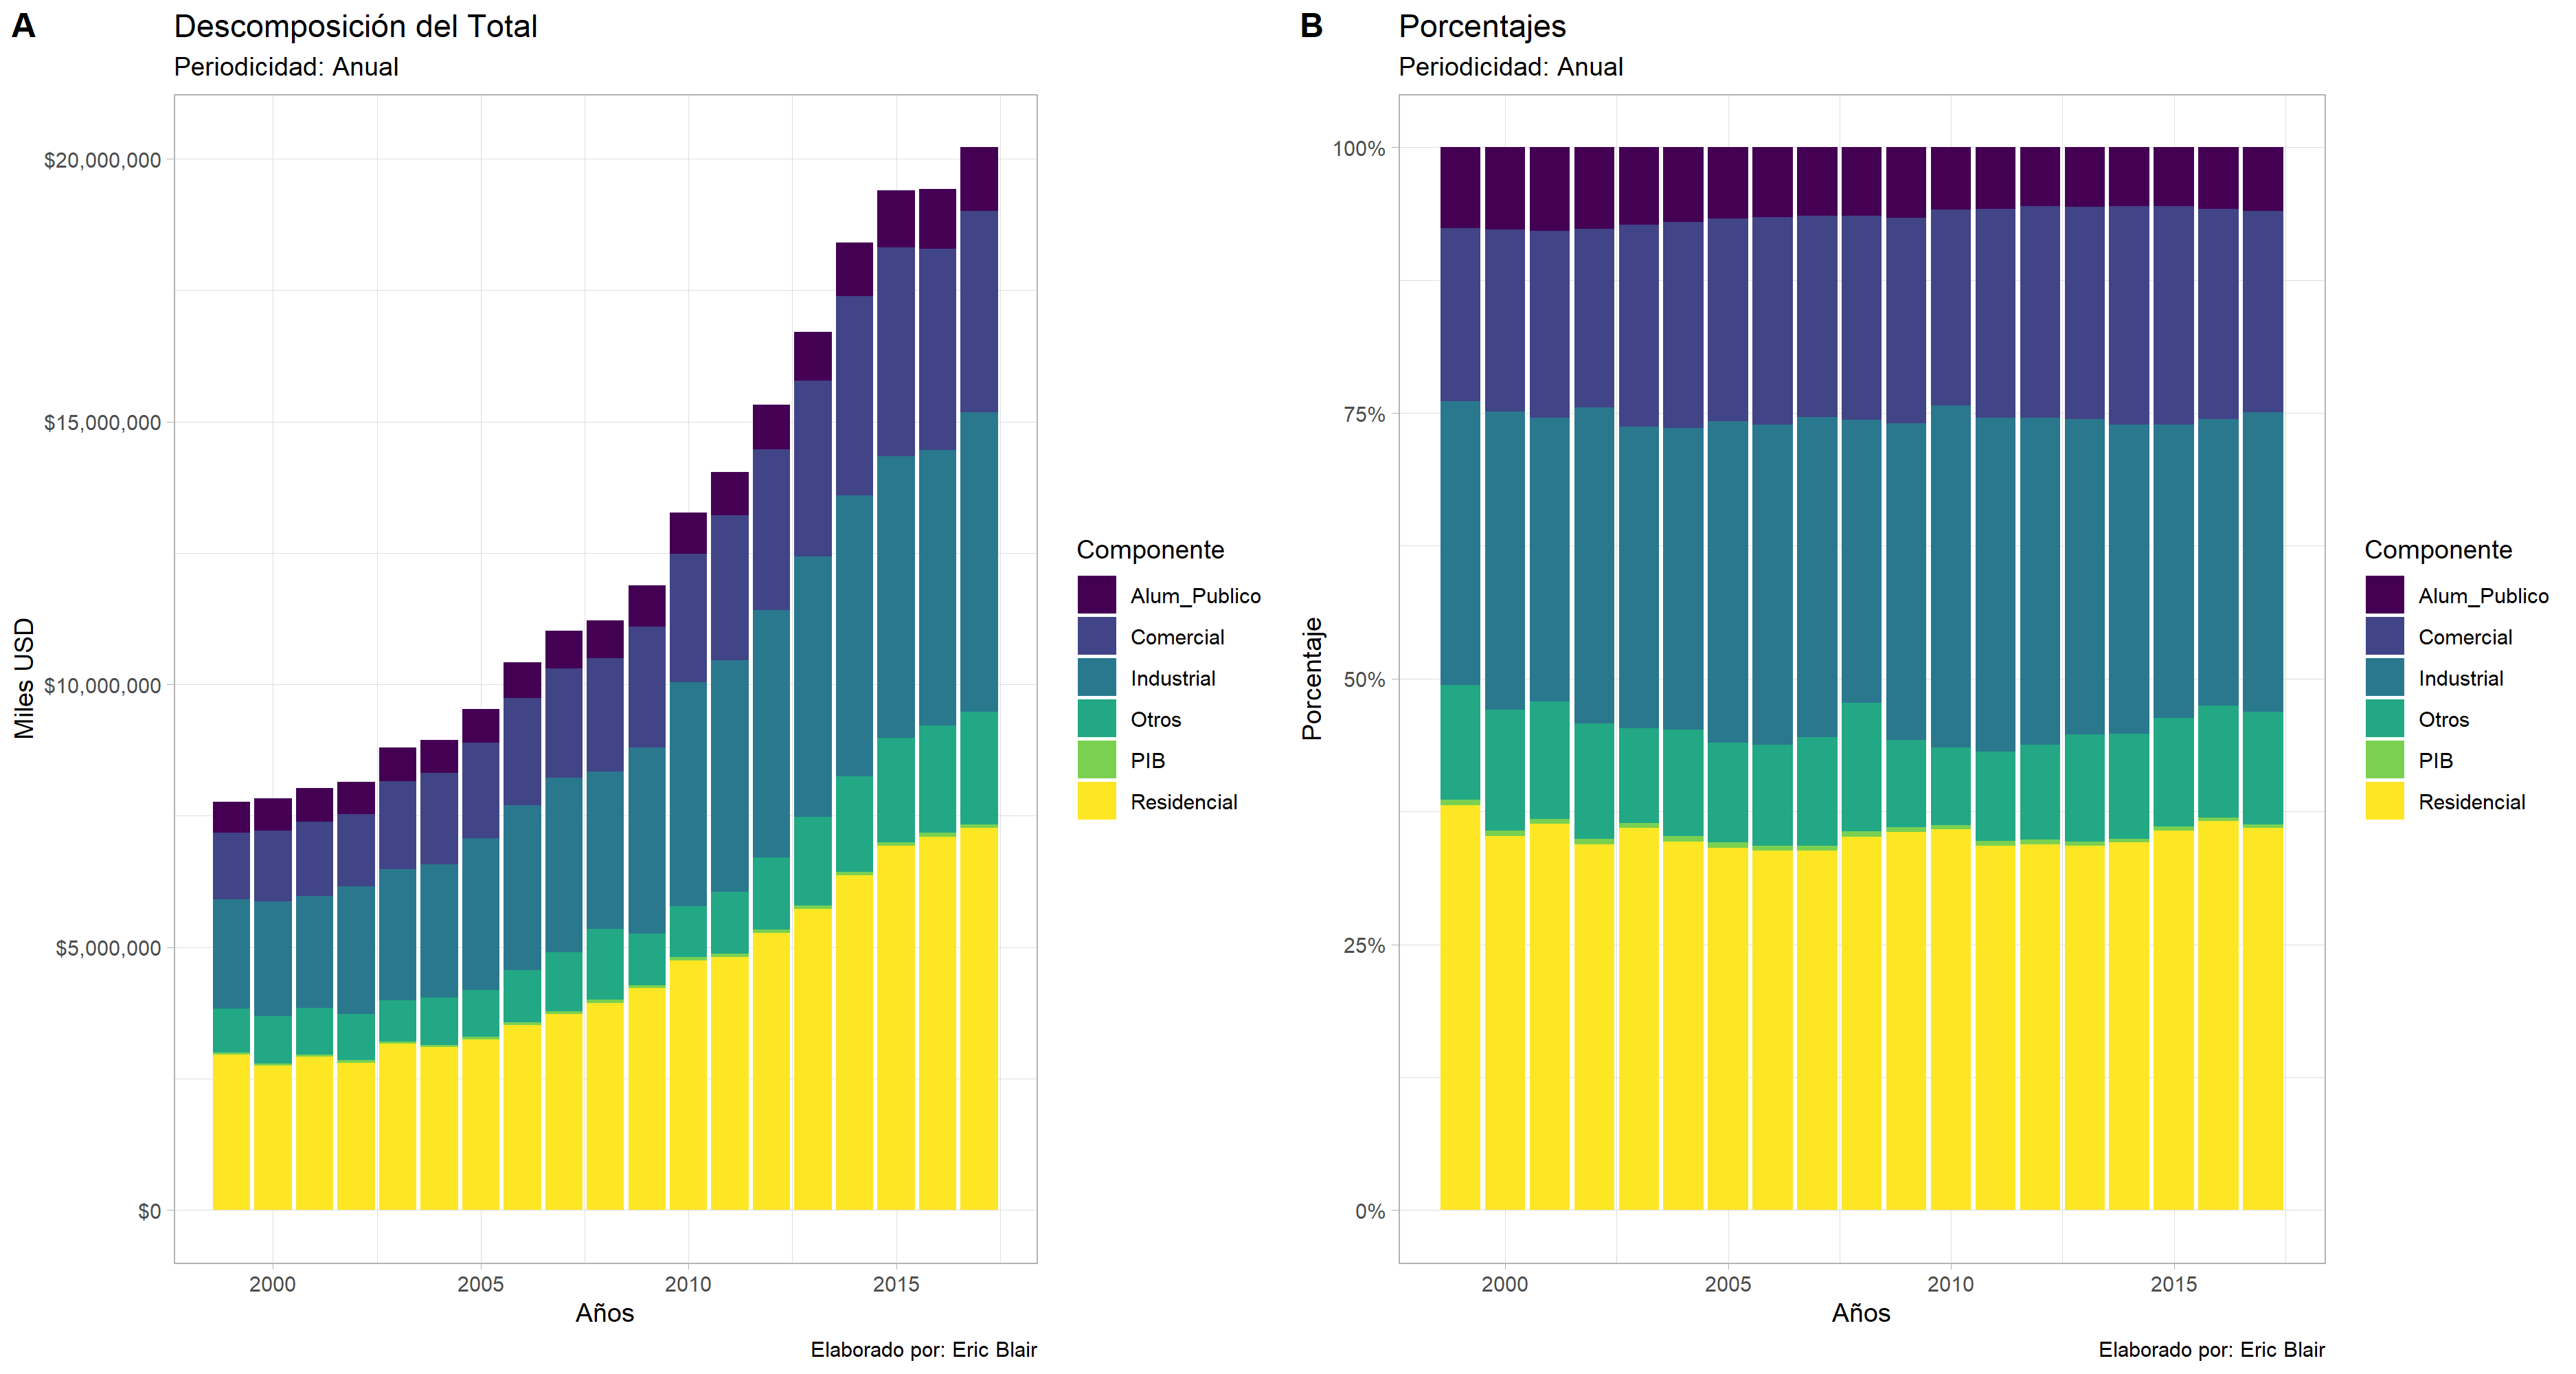 A
Descomposición del Total
Periodicidad: Anual
Miles USD
$20,000,000
$15,000,000
$10,000,000
$5,000,000
$0
2000
2005
2010
2015
Años
Elaborado por: Eric Blair
Componente
Alum_Publico
Comercial
Industrial
Otros
PIB
Residencial
B
Porcentajes
Periodicidad: Anual
Porcentaje
100%
75%
50%
25%
0%
2000
2005
2010
2015
Años
Elaborado por: Eric Blair
Componente
Alum_Publico
Comercial
Industrial
Otros
PIB
Residencial